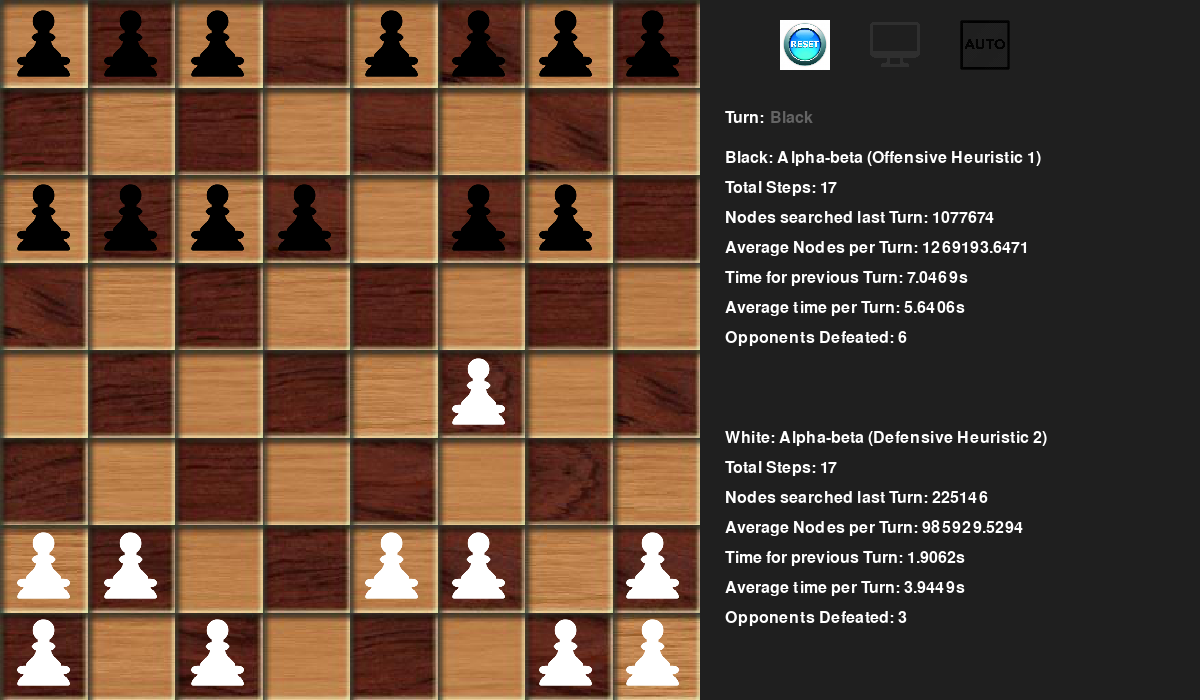 RESET
AUTO
Turn: Black
Black: Alpha-beta (Offensive Heuristic 1)
Total Steps: 17
Nodes searched last Turn: 1077674
Average Nodes per Turn: 1269193.6471
Time for previous Turn: 7.0469s
Average time per Turn: 5.6406s
Opponents Defeated: 6
White: Alpha-beta (Defensive Heuristic 2)
Total Steps: 17
Nodes searched last Turn: 225146
Average Nodes per Turn: 985929.5294
Time for previous Turn: 1.9062s
Average time per Turn: 3.9449s
Opponents Defeated: 3